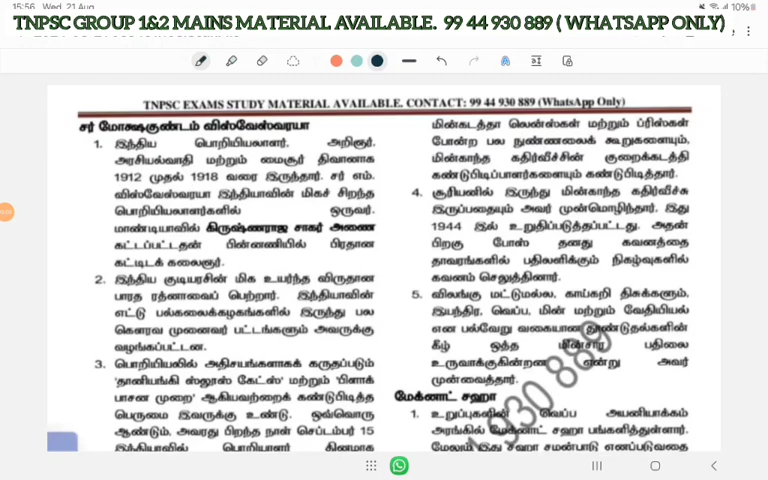 15:56 Wed, 21 Aug
10%
TNPSC GROUP 1&2 MAINS MATERIAL AVAILABLE. 99 44 930 889 ( WHATSAPP ONLY)
TNPSC EXAMS STUDY MATERIAL AVAILABLE. CONTACT: 99 44 930 889 (WhatsApp Only)
சர் மோக்ஷகுண்டம் விஸ்வேஸ்வரயா
1. இந்திய பொறியியலாளர், அறிஞர்,
அரசியல்வாதி மற்றும் மைசூர் திவானாக
1912 முதல் 1918 வரை இருந்தார். சர் எம்.
விஸ்வேஸ்வரயா இந்தியாவின் மிகச் சிறந்த
பொறியியலாளர்களில் ஒருவர்.
மாண்டியாவில் கிருஷ்ணராஜ சாகர் அணை
கட்டப்பட்டதன் பின்னணியில் பிரதான
கட்டிடக் கலைஞர்.
2. இந்திய குடியரசின் மிக உயர்ந்த விருதான
பாரத ரத்னாவைப் பெற்றார். இந்தியாவின்
எட்டு பல்கலைக்கழகங்களில் இருந்து பல
கௌரவ முனைவர் பட்டங்களும் அவருக்கு
வழங்கப்பட்டன.
3. பொறியியலில் அதிசயங்களாகக் கருதப்படும்
'தானியங்கி ஸ்லூஸ் கேட்ஸ்' மற்றும் 'பிளாக்
பாசன முறை' ஆகியவற்றைக் கண்டுபிடித்த
பெருமை இவருக்கு உண்டு. ஒவ்வொரு
ஆண்டும், அவரது பிறந்த நாள் செப்டம்பர் 15
இந்தியாவில் பொறியாளர் தினமாக
மின்கடத்தா லென்ஸ்கள் மற்றும் ப்ரிஸ்கள்
போன்ற பல நுண்ணலைக் கூறுகளையும்,
மின்காந்த கதிர்வீச்சின் குறைக்கடத்தி
கண்டுபிடிப்பாளர்களையும் கண்டுபிடித்தார்.
4. சூரியனில் இருந்து மின்காந்த கதிர்வீச்சு
இருப்பதையும் அவர் முன்மொழிந்தார், இது
1944 இல் உறுதிப்படுத்தப்பட்டது. அதன்
பிறகு போஸ் தனது கவனத்தை
தாவரங்களில் பதிலளிக்கும் நிகழ்வுகளில்
கவனம் செலுத்தினார்.
5. விலங்கு மட்டுமல்ல, காய்கறி திசுக்களும்,
இயந்திர, வெப்ப, மின் மற்றும் வேதியியல்
என பல்வேறு வகையான தூண்டுதல்களின்
கீழ் ஒத்த மின்சார பதிலை
உருவாக்குகின்றன என்று அவர்
முன்வைத்தார்.
மேக்னாட் சஹா
1. உறுப்புகளின் வெப்ப அயனியாக்கம்
அரங்கில் மேக்னாட் சஹா பங்களித்துள்ளார்.
மேலும் இது சஹா சமன்பாடு எனப்படுவதை
930 889